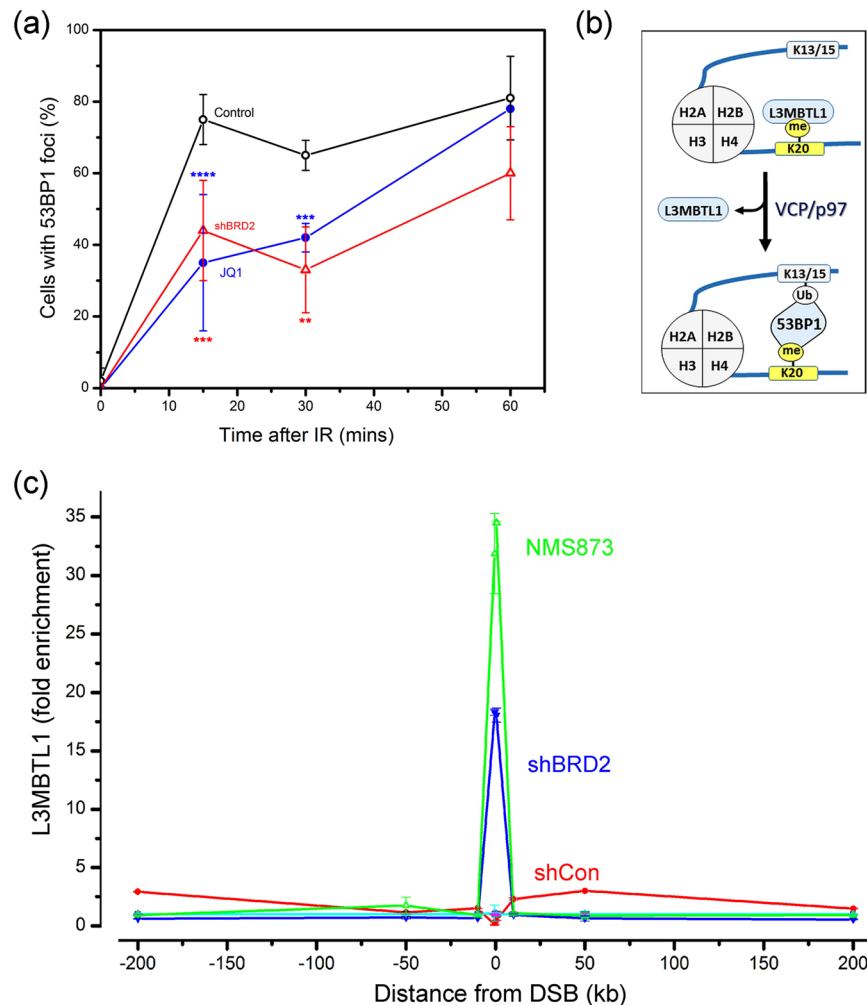 (a)
100
80
60
40
20
0
Cells with 53BP1 foci (%)
Control
****
***
shBRD2
JQ1
***
**
0 10 20 30 40 50 60
Time after IR (mins)
(b)
K13/15
H2A H2B
H3 H4
L3MBTL1
me
K20
L3MBTL1
VCP/p97
K13/15
Ub
H2A H2B
H3 H4
53BP1
me
K20
(c)
35
30
25
20
15
10
5
0
L3MBTL1 (fold enrichment)
NMS873
shBRD2
shCon
-200 -150 -100 -50 0 50 100 150 200
Distance from DSB (kb)